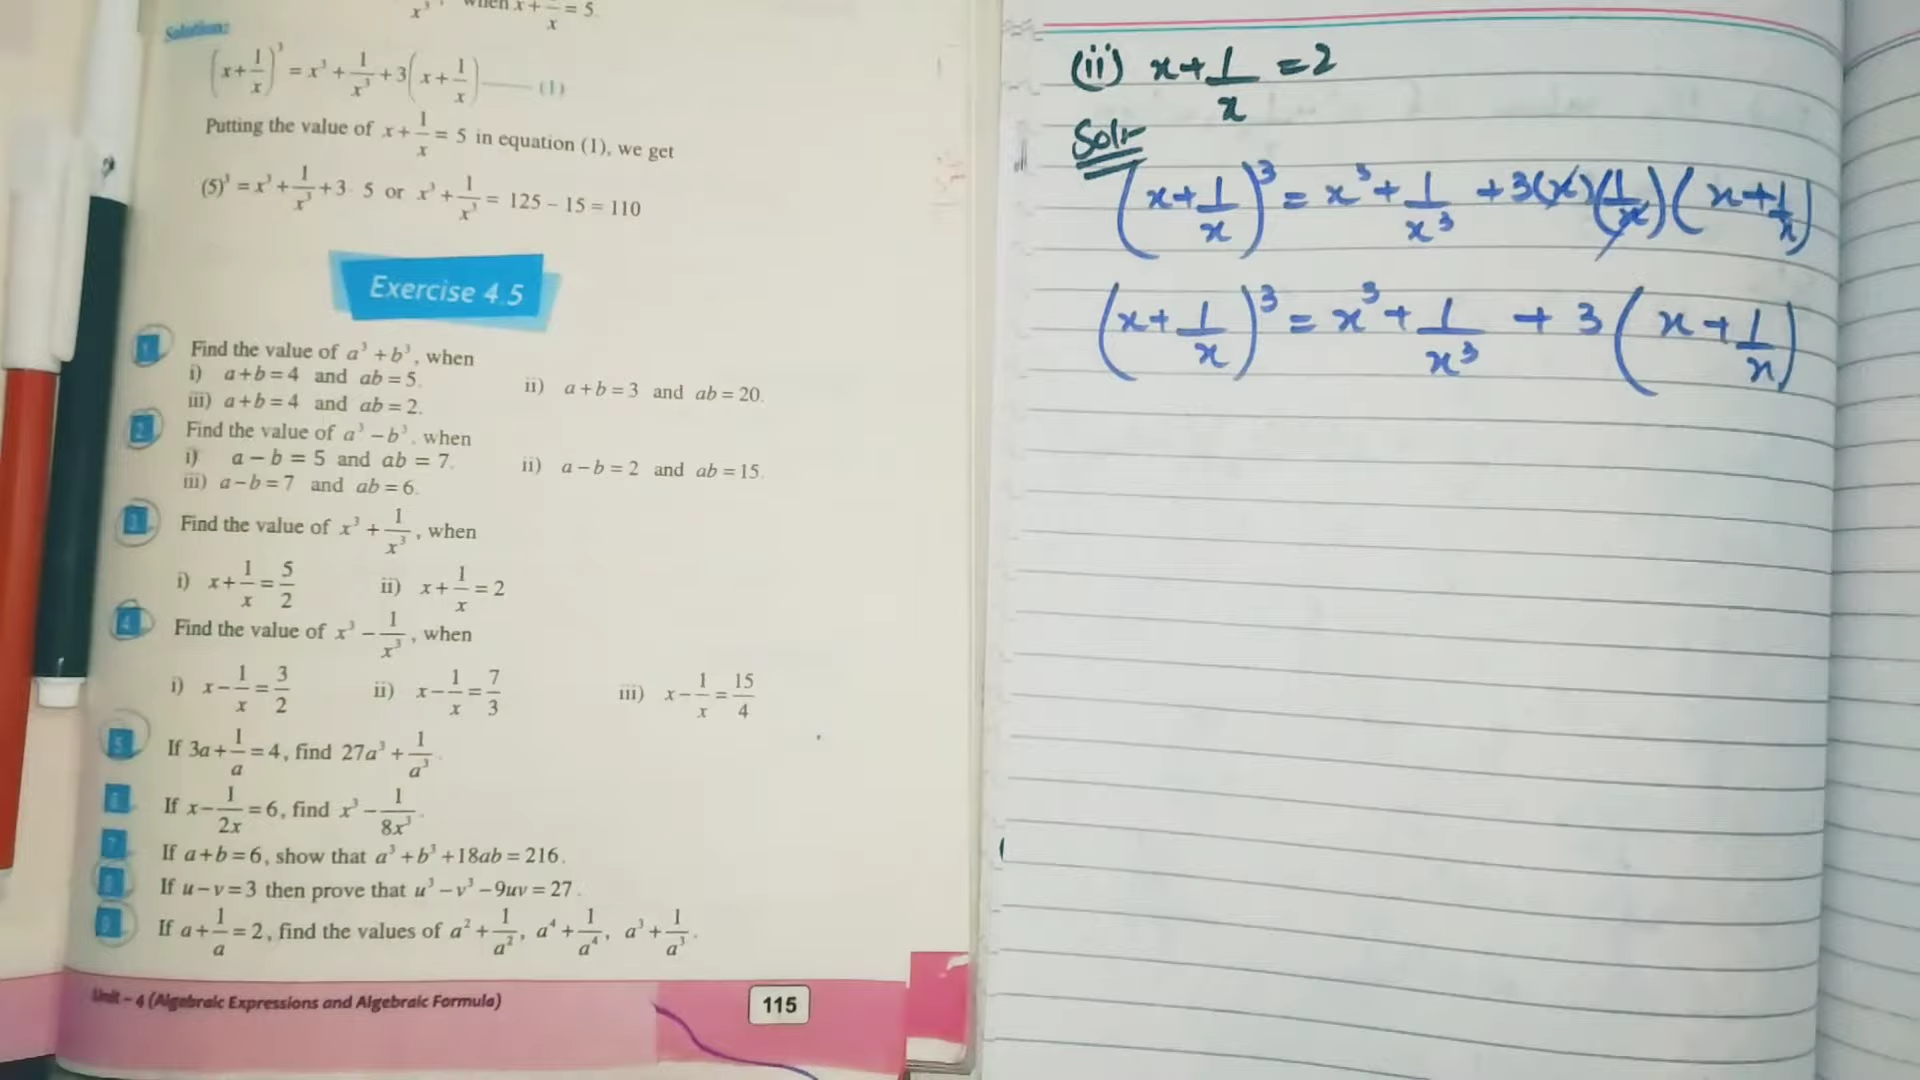 x³, when x + 1/x = 5.
Solution:
(x + 1/x)³ = x³ + 1/x³ + 3(x + 1/x) —— (1)
Putting the value of x + 1/x = 5 in equation (1), we get
(5)³ = x³ + 1/x³ + 3·5 or x³ + 1/x³ = 125 − 15 = 110
Exercise 4.5
1. Find the value of a³ + b³, when
i) a + b = 4 and ab = 5. ii) a + b = 3 and ab = 20.
iii) a + b = 4 and ab = 2.
2. Find the value of a³ − b³, when
i) a − b = 5 and ab = 7. ii) a − b = 2 and ab = 15.
iii) a − b = 7 and ab = 6.
3. Find the value of x³ + 1/x³, when
i) x + 1/x = 5/2 ii) x + 1/x = 2
4. Find the value of x³ − 1/x³, when
i) x − 1/x = 3/2 ii) x − 1/x = 7/3 iii) x − 1/x = 15/4
5. If 3a + 1/a = 4, find 27a³ + 1/a³.
6. If x − 1/2x = 6, find x³ − 1/8x³.
7. If a + b = 6, show that a³ + b³ + 18ab = 216.
8. If u − v = 3 then prove that u³ − v³ − 9uv = 27.
9. If a + 1/a = 2, find the values of a² + 1/a², a⁴ + 1/a⁴, a³ + 1/a³.
Unit – 4 (Algebraic Expressions and Algebraic Formula) 115
(ii) x + 1/x = 2
Sol:-
(x + 1/x)³ = x³ + 1/x³ + 3(x)(1/x)(x + 1/x)
(x + 1/x)³ = x³ + 1/x³ + 3(x + 1/x)